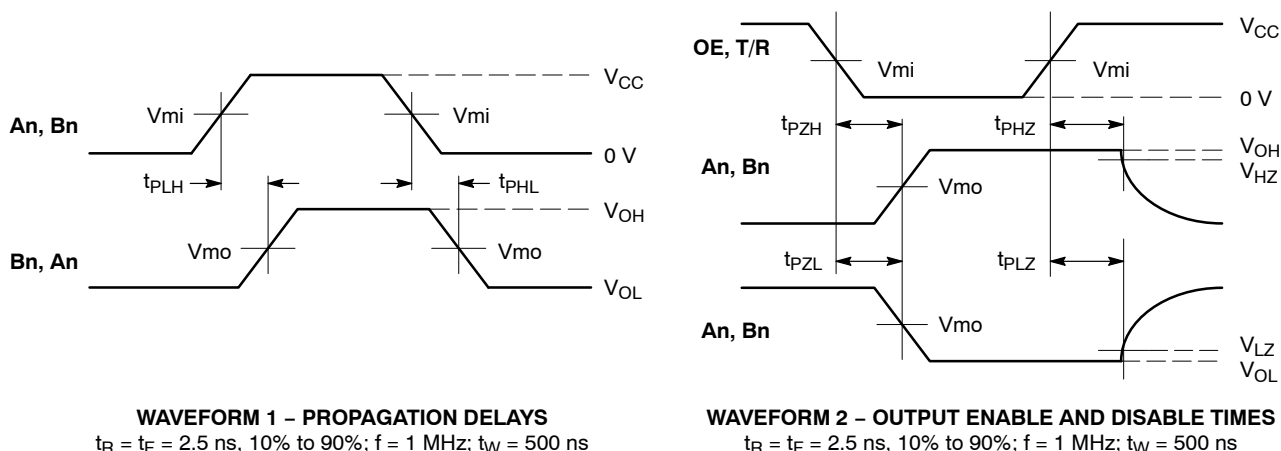 An, Bn
Vmi
Vmi
V_CC
0 V
t_PLH
t_PHL
Bn, An
Vmo
Vmo
V_OH
V_OL
WAVEFORM 1 – PROPAGATION DELAYS
t_R = t_F = 2.5 ns, 10% to 90%; f = 1 MHz; t_W = 500 ns
OE, T/R
Vmi
Vmi
V_CC
0 V
t_PZH
t_PHZ
An, Bn
Vmo
V_OH
V_HZ
t_PZL
t_PLZ
An, Bn
Vmo
V_LZ
V_OL
WAVEFORM 2 – OUTPUT ENABLE AND DISABLE TIMES
t_R = t_F = 2.5 ns, 10% to 90%; f = 1 MHz; t_W = 500 ns